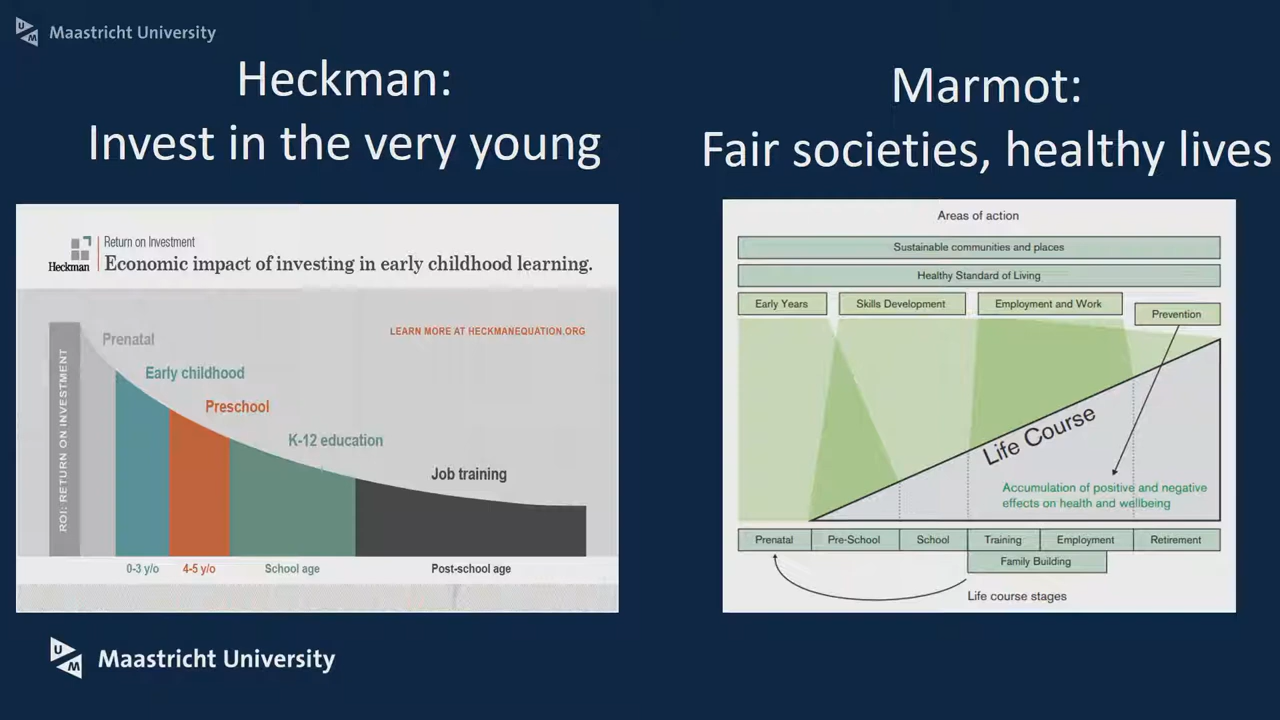 Maastricht University
Heckman:
Invest in the very young
Heckman
Return on Investment
Economic impact of investing in early childhood learning.
LEARN MORE AT HECKMANEQUATION.ORG
ROI: RETURN ON INVESTMENT
Prenatal
Early childhood
Preschool
K-12 education
Job training
0-3 y/o
4-5 y/o
School age
Post-school age
Marmot:
Fair societies, healthy lives
Areas of action
Sustainable communities and places
Healthy Standard of Living
Early Years
Skills Development
Employment and Work
Prevention
Life Course
Accumulation of positive and negative
effects on health and wellbeing
Prenatal
Pre-School
School
Training
Employment
Retirement
Family Building
Life course stages
UM Maastricht University